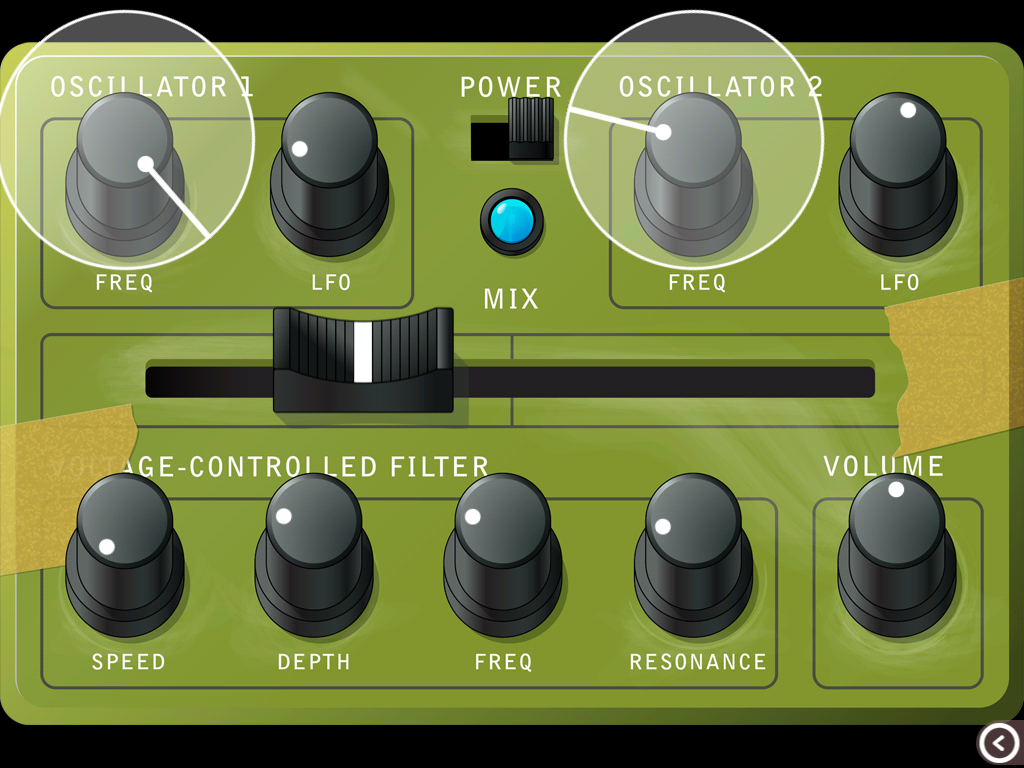 OSCILLATOR 1
POWER
OSCILLATOR 2
FREQ
LFO
FREQ
LFO
MIX
VOLTAGE-CONTROLLED FILTER
VOLUME
SPEED
DEPTH
FREQ
RESONANCE